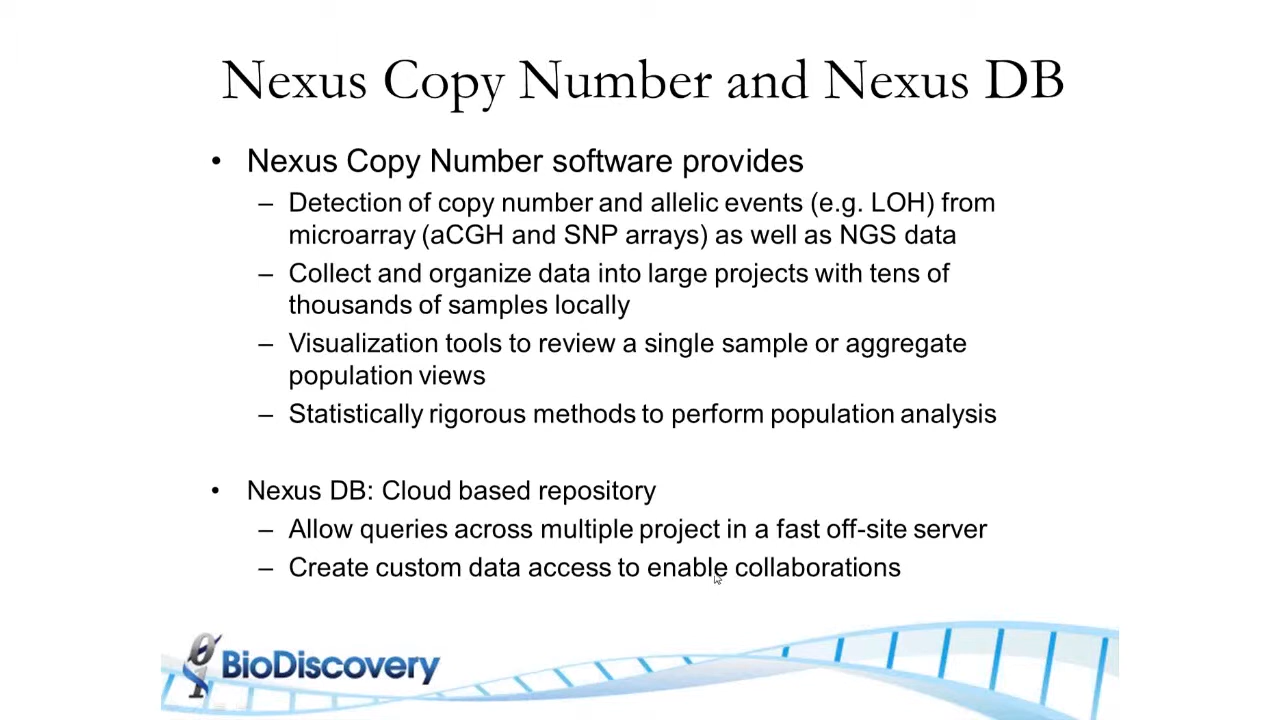 Nexus Copy Number and Nexus DB
• Nexus Copy Number software provides
– Detection of copy number and allelic events (e.g. LOH) from
microarray (aCGH and SNP arrays) as well as NGS data
– Collect and organize data into large projects with tens of
thousands of samples locally
– Visualization tools to review a single sample or aggregate
population views
– Statistically rigorous methods to perform population analysis
• Nexus DB: Cloud based repository
– Allow queries across multiple project in a fast off-site server
– Create custom data access to enable collaborations
BioDiscovery